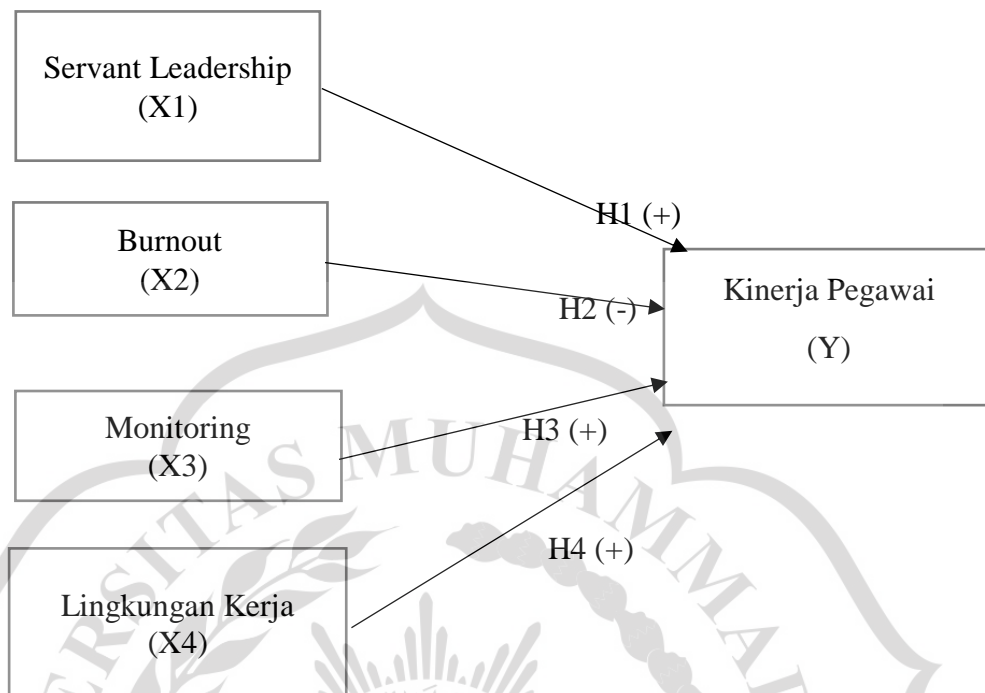 Servant Leadership
(X1)
H1 (+)
Burnout
(X2)
H2 (-)
Kinerja Pegawai
(Y)
Monitoring
(X3)
H3 (+)
H4 (+)
Lingkungan Kerja
(X4)